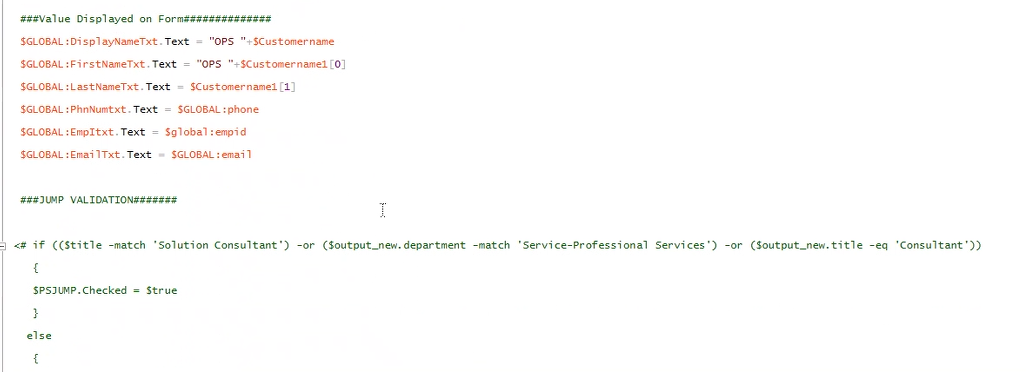 ###Value Displayed on Form##############
$GLOBAL:DisplayNameTxt.Text = "OPS "+$Customername
$GLOBAL:FirstNameTxt.Text = "OPS "+$Customername1[0]
$GLOBAL:LastNameTxt.Text = $Customername1[1]
$GLOBAL:PhnNumtxt.Text = $GLOBAL:phone
$GLOBAL:EmpItxt.Text = $global:empid
$GLOBAL:EmailTxt.Text = $GLOBAL:email
###JUMP VALIDATION#######
<# if (($title -match 'Solution Consultant') -or ($output_new.department -match 'Service-Professional Services') -or ($output_new.title -eq 'Consultant'))
{
$PSJUMP.Checked = $true
}
else
{